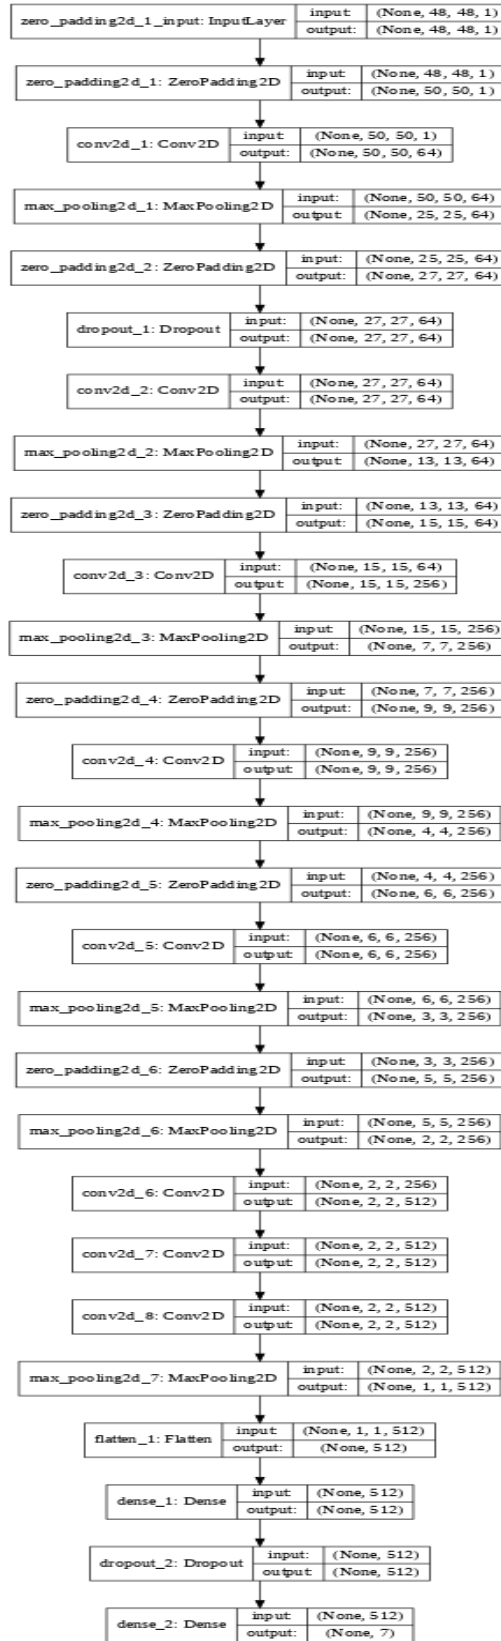 zero_padding2d_1_input: InputLayer input: (None, 48, 48, 1)
output: (None, 48, 48, 1)
zero_padding2d_1: ZeroPadding2D input: (None, 48, 48, 1)
output: (None, 50, 50, 1)
conv2d_1: Conv2D input: (None, 50, 50, 1)
output: (None, 50, 50, 64)
max_pooling2d_1: MaxPooling2D input: (None, 50, 50, 64)
output: (None, 25, 25, 64)
zero_padding2d_2: ZeroPadding2D input: (None, 25, 25, 64)
output: (None, 27, 27, 64)
dropout_1: Dropout input: (None, 27, 27, 64)
output: (None, 27, 27, 64)
conv2d_2: Conv2D input: (None, 27, 27, 64)
output: (None, 27, 27, 64)
max_pooling2d_2: MaxPooling2D input: (None, 27, 27, 64)
output: (None, 13, 13, 64)
zero_padding2d_3: ZeroPadding2D input: (None, 13, 13, 64)
output: (None, 15, 15, 64)
conv2d_3: Conv2D input: (None, 15, 15, 64)
output: (None, 15, 15, 256)
max_pooling2d_3: MaxPooling2D input: (None, 15, 15, 256)
output: (None, 7, 7, 256)
zero_padding2d_4: ZeroPadding2D input: (None, 7, 7, 256)
output: (None, 9, 9, 256)
conv2d_4: Conv2D input: (None, 9, 9, 256)
output: (None, 9, 9, 256)
max_pooling2d_4: MaxPooling2D input: (None, 9, 9, 256)
output: (None, 4, 4, 256)
zero_padding2d_5: ZeroPadding2D input: (None, 4, 4, 256)
output: (None, 6, 6, 256)
conv2d_5: Conv2D input: (None, 6, 6, 256)
output: (None, 6, 6, 256)
max_pooling2d_5: MaxPooling2D input: (None, 6, 6, 256)
output: (None, 3, 3, 256)
zero_padding2d_6: ZeroPadding2D input: (None, 3, 3, 256)
output: (None, 5, 5, 256)
max_pooling2d_6: MaxPooling2D input: (None, 5, 5, 256)
output: (None, 2, 2, 256)
conv2d_6: Conv2D input: (None, 2, 2, 256)
output: (None, 2, 2, 512)
conv2d_7: Conv2D input: (None, 2, 2, 512)
output: (None, 2, 2, 512)
conv2d_8: Conv2D input: (None, 2, 2, 512)
output: (None, 2, 2, 512)
max_pooling2d_7: MaxPooling2D input: (None, 2, 2, 512)
output: (None, 1, 1, 512)
flatten_1: Flatten input: (None, 1, 1, 512)
output: (None, 512)
dense_1: Dense input: (None, 512)
output: (None, 512)
dropout_2: Dropout input: (None, 512)
output: (None, 512)
dense_2: Dense input: (None, 512)
output: (None, 7)